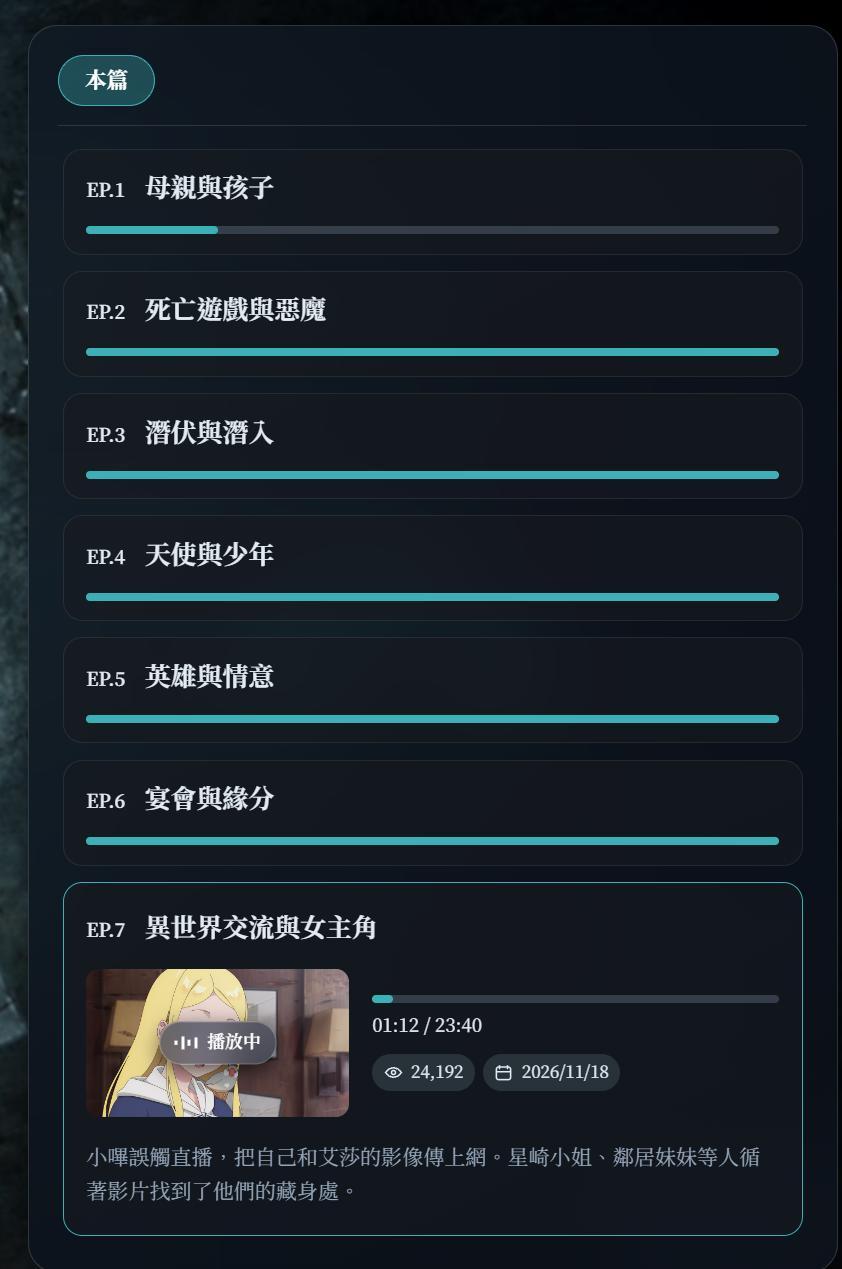 本篇
EP.1 母親與孩子
EP.2 死亡遊戲與惡魔
EP.3 潛伏與潛入
EP.4 天使與少年
EP.5 英雄與情意
EP.6 宴會與緣分
EP.7 異世界交流與女主角
播放中
01:12 / 23:40
24,192 2026/11/18
小嗶誤觸直播，把自己和艾莎的影像傳上網。星崎小姐、鄰居妹妹等人循
著影片找到了他們的藏身處。